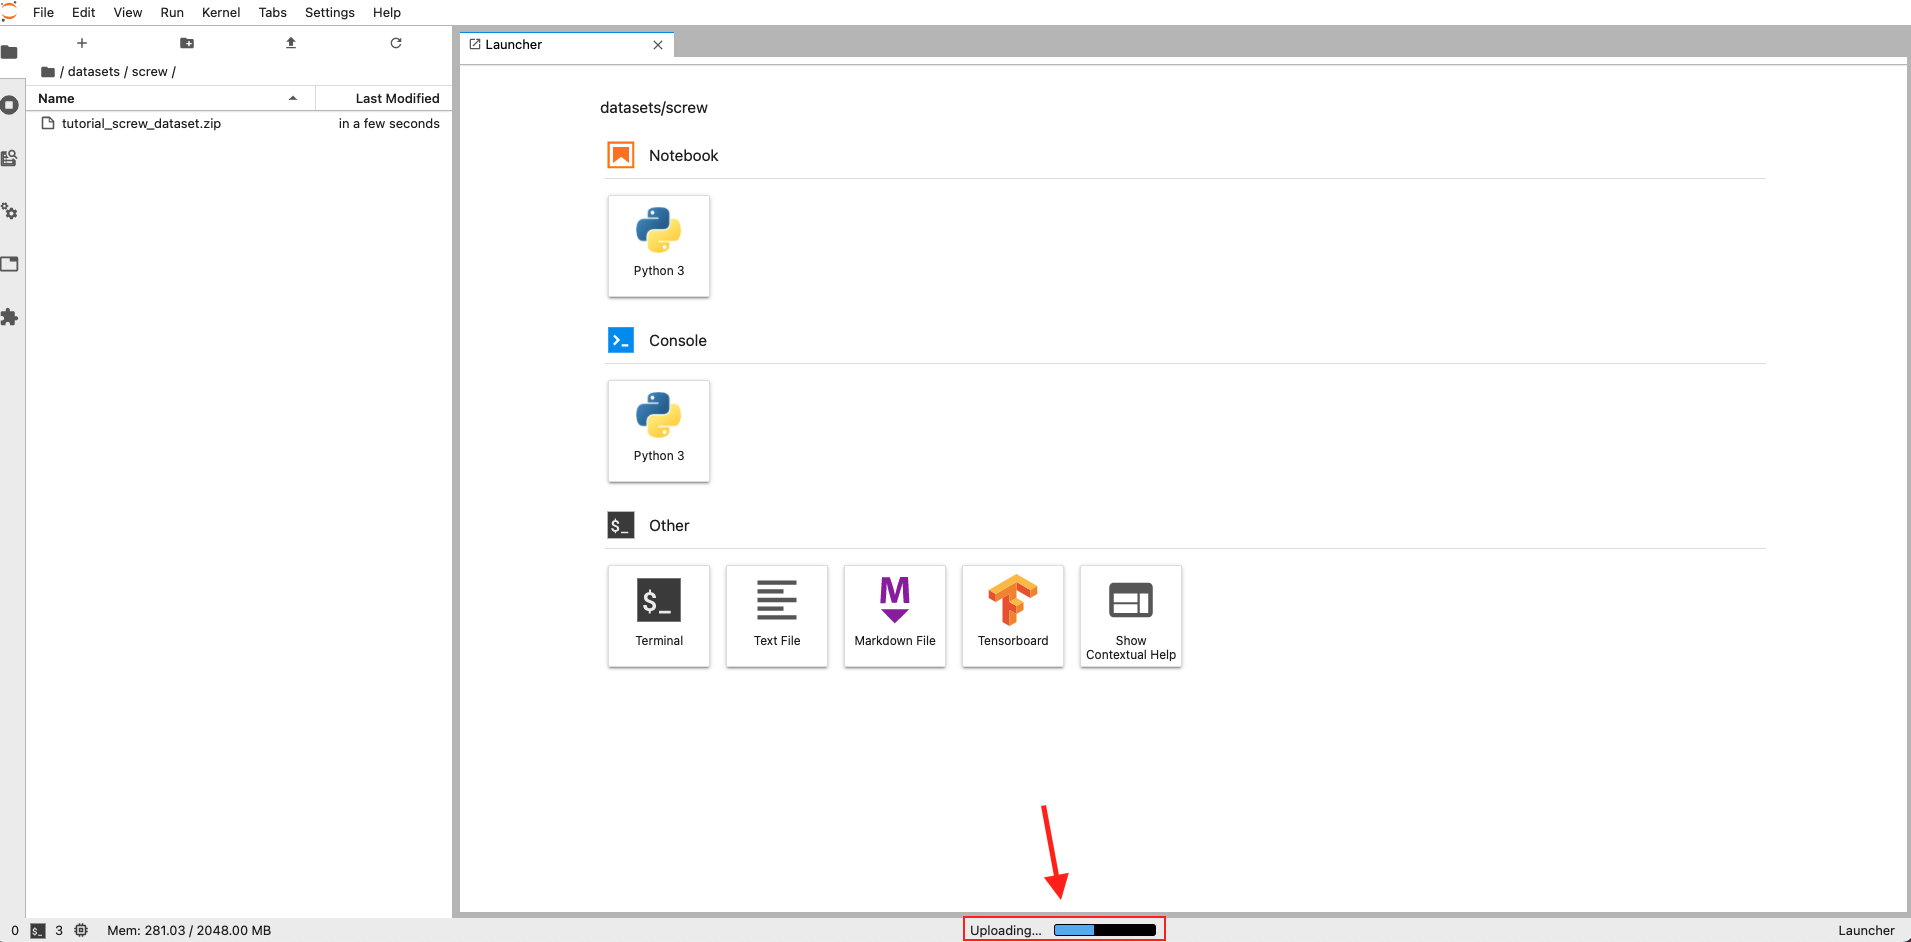 File Edit View Run Kernel Tabs Settings Help
/ datasets / screw /
Name Last Modified
tutorial_screw_dataset.zip in a few seconds
Launcher
datasets/screw
Notebook
Python 3
>_ Console
Python 3
$_ Other
$_
Terminal
Text File
M
Markdown File
Tensorboard
Show
Contextual Help
0 $_ 3 Mem: 281.03 / 2048.00 MB Uploading... Launcher